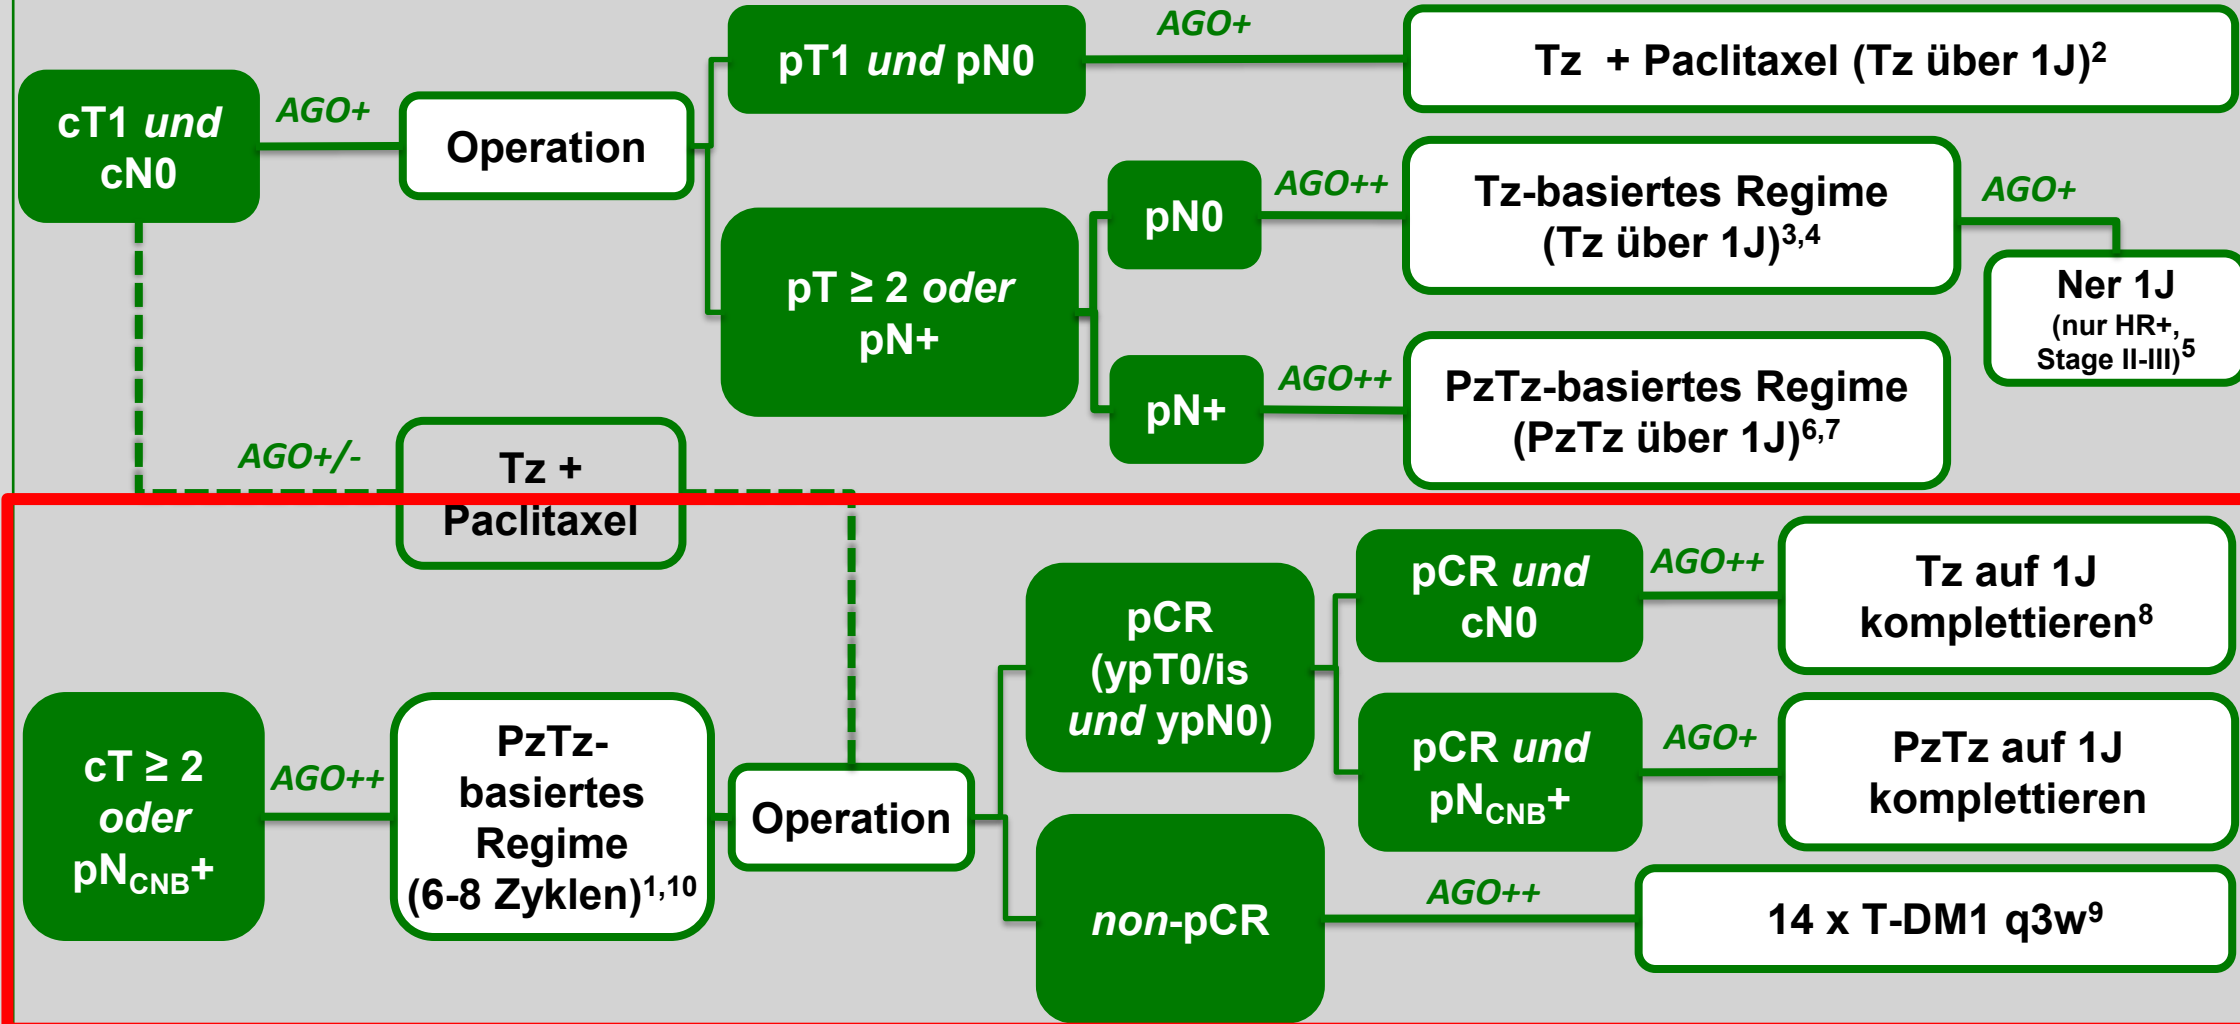 cT1 und
cN0
AGO+
Operation
pT1 und pN0
AGO+
Tz + Paclitaxel (Tz über 1J)²
pT ≥ 2 oder
pN+
pN0
AGO++
Tz-basiertes Regime
(Tz über 1J)³,⁴
AGO+
Ner 1J
(nur HR+,
Stage II-III)⁵
pN+
AGO++
PzTz-basiertes Regime
(PzTz über 1J)⁶,⁷
AGO+/-
Tz +
Paclitaxel
cT ≥ 2
oder
pN_CNB+
AGO++
PzTz-
basiertes
Regime
(6-8 Zyklen)¹,¹⁰
Operation
pCR
(ypT0/is
und ypN0)
pCR und
cN0
AGO++
Tz auf 1J
komplettieren⁸
pCR und
pN_CNB+
AGO+
PzTz auf 1J
komplettieren
non-pCR
AGO++
14 x T-DM1 q3w⁹